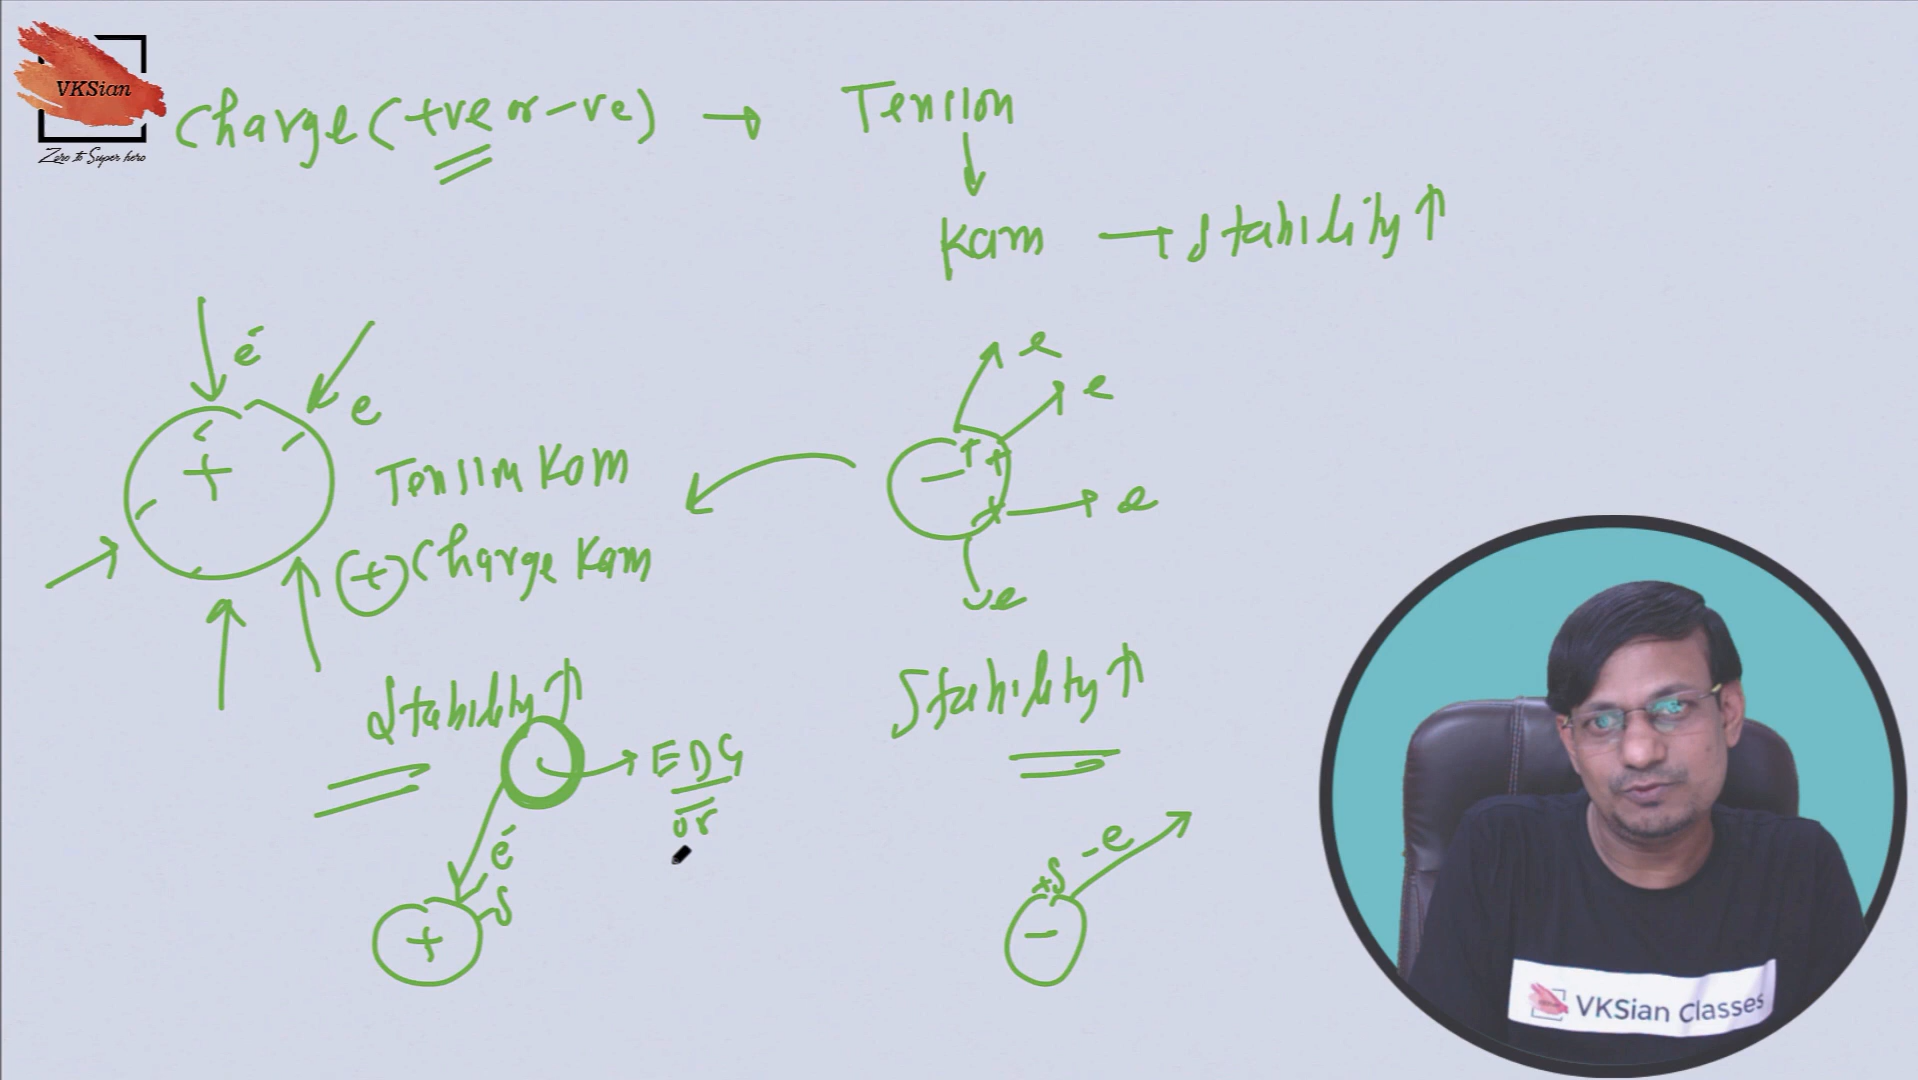 VKSian
Zero to Super hero
Charge (+ve or -ve) → Tension
↓
Kam → Stability ↑
e-
e
+
Tension Kam
+ Charge Kam
Stability ↑
e
e
- + +
+
e
e
Stability ↑
EDG
or
e-
-δ
+
+δ -e
-
VKSian Classes